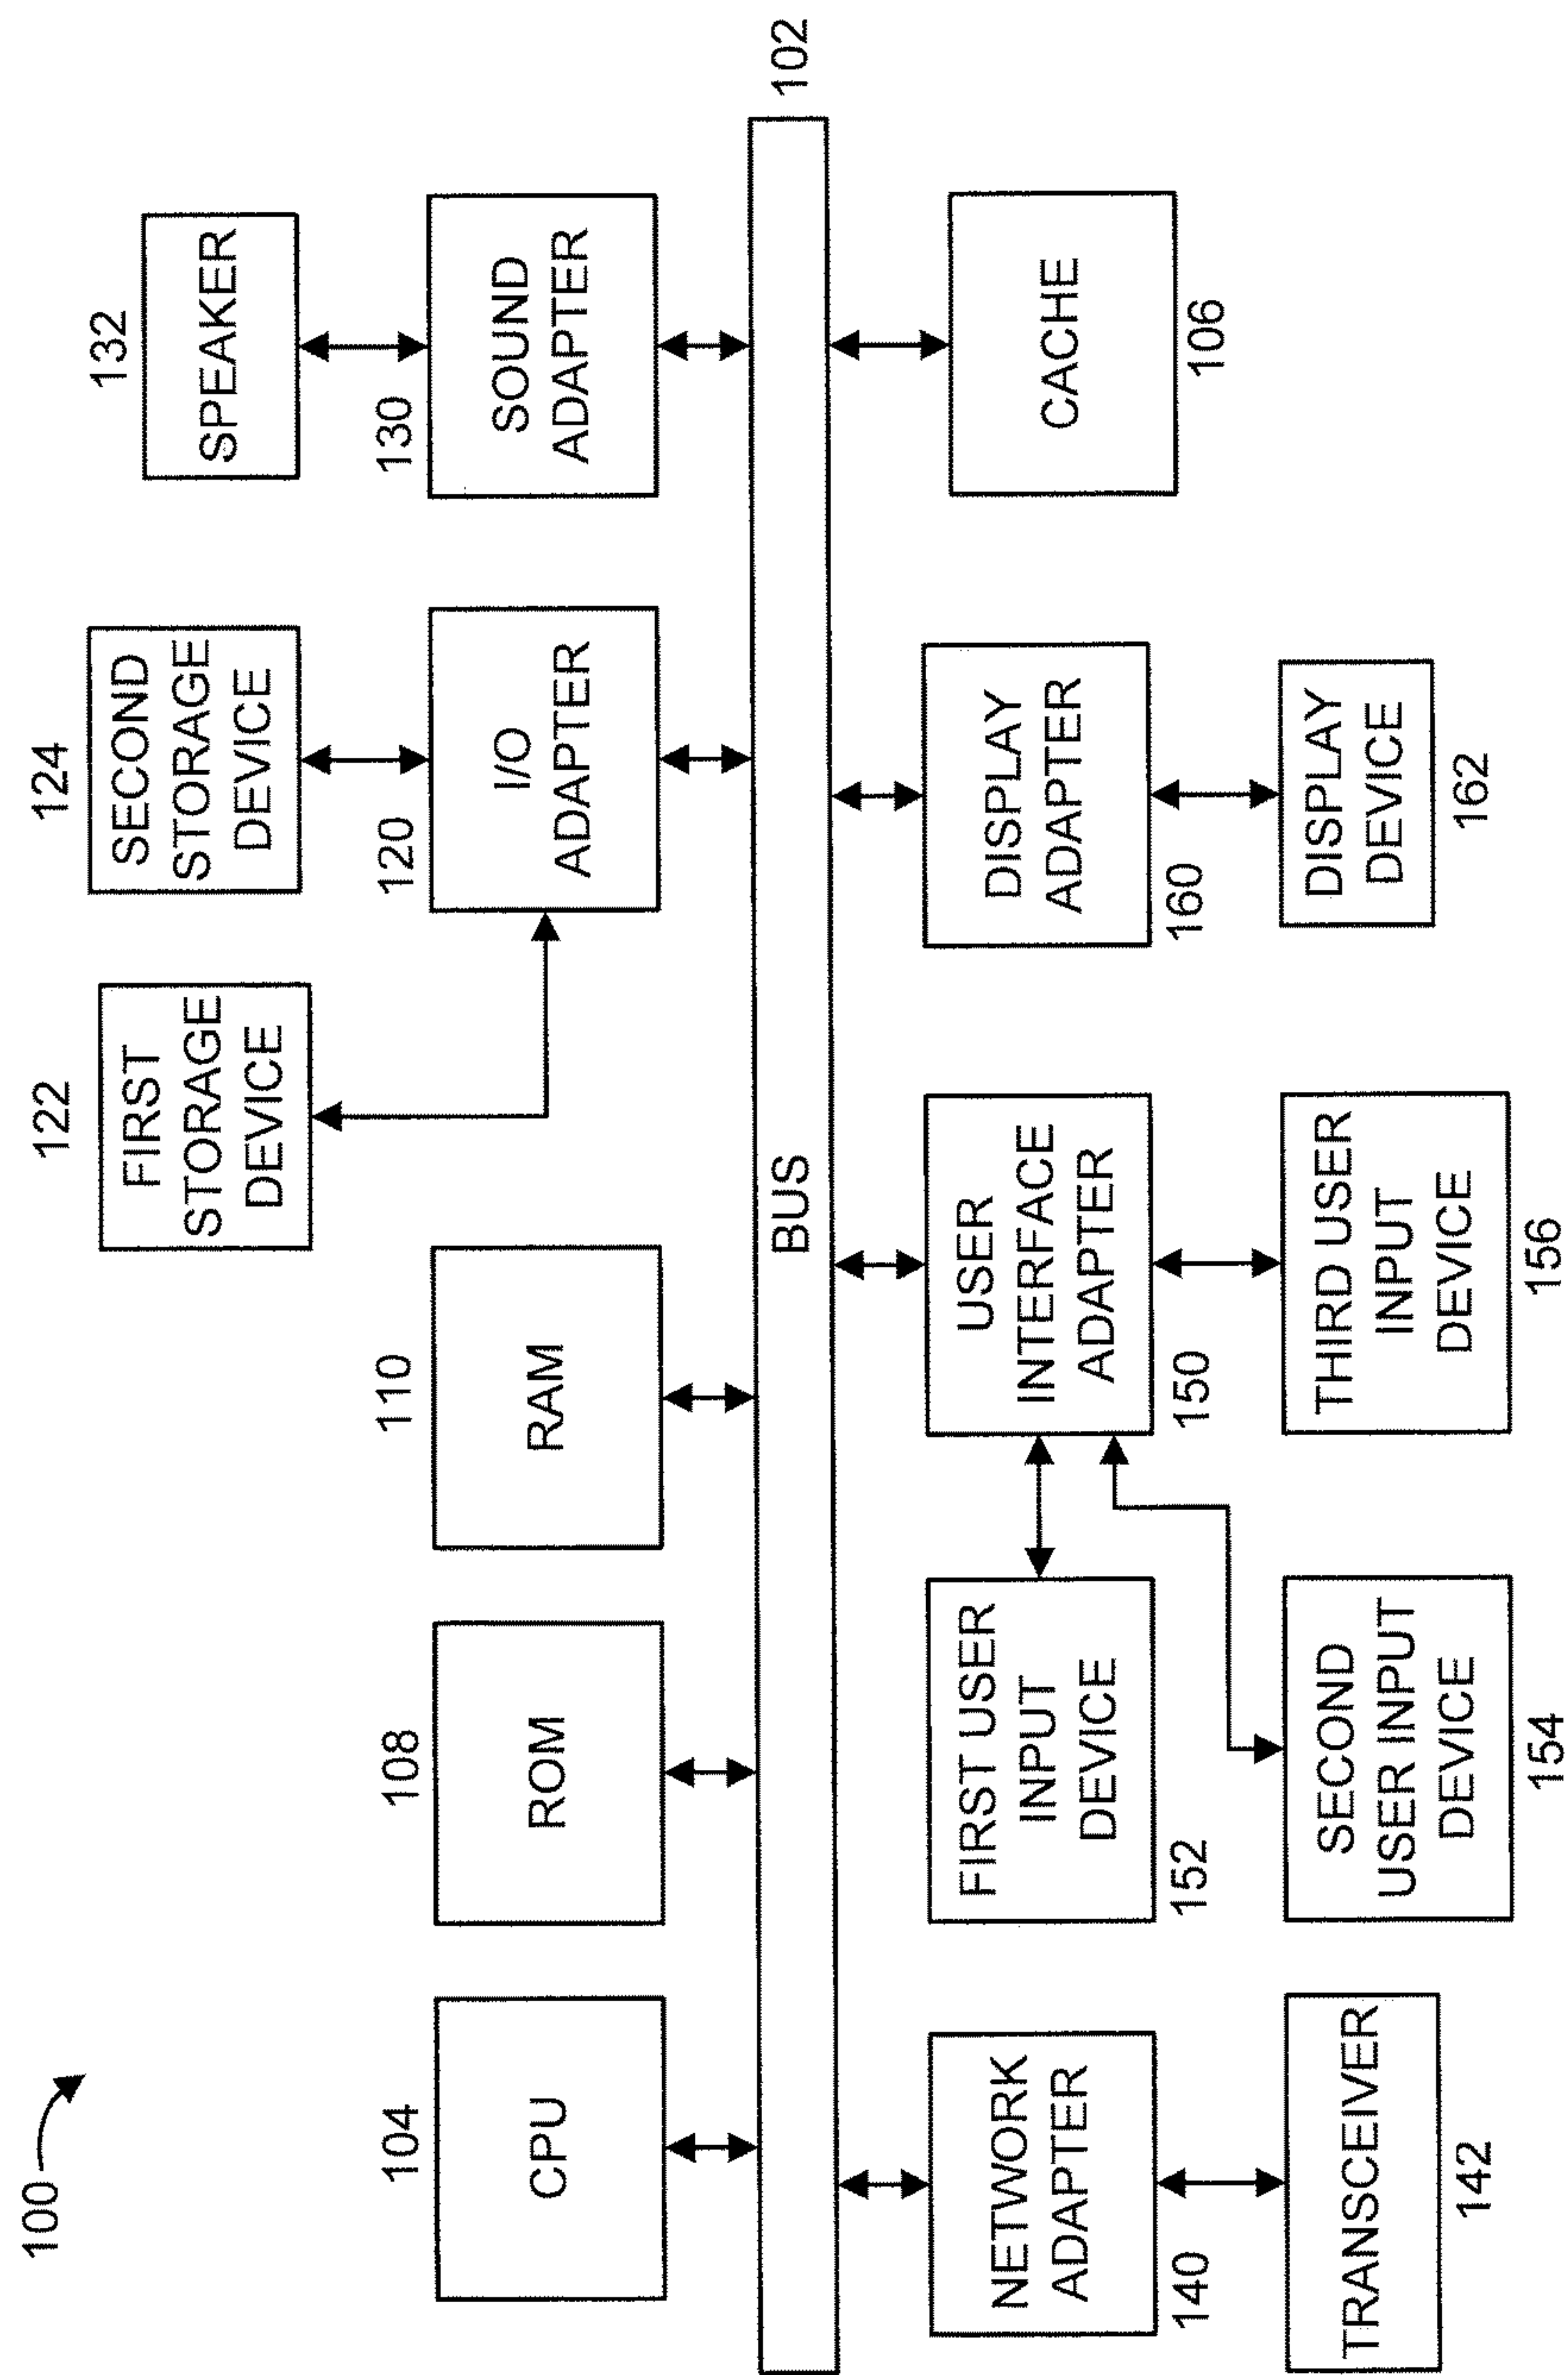 100
132
SPEAKER
124
SECOND
STORAGE
DEVICE
122
FIRST
STORAGE
DEVICE
104
CPU
108
ROM
110
RAM
120
I/O
ADAPTER
130
SOUND
ADAPTER
BUS
102
NETWORK
ADAPTER
140
FIRST USER
INPUT
DEVICE
152
USER
INTERFACE
ADAPTER
150
DISPLAY
ADAPTER
160
CACHE
106
TRANSCEIVER
142
SECOND
USER INPUT
DEVICE
154
THIRD USER
INPUT
DEVICE
156
DISPLAY
DEVICE
162